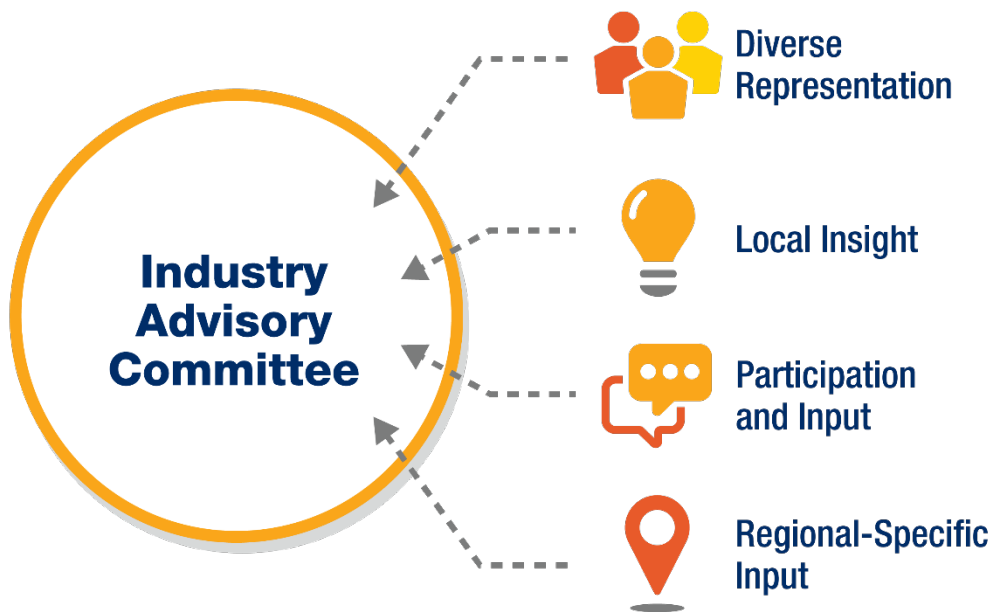 Industry
Advisory
Committee
Diverse
Representation
Local Insight
Participation
and Input
Regional-Specific
Input